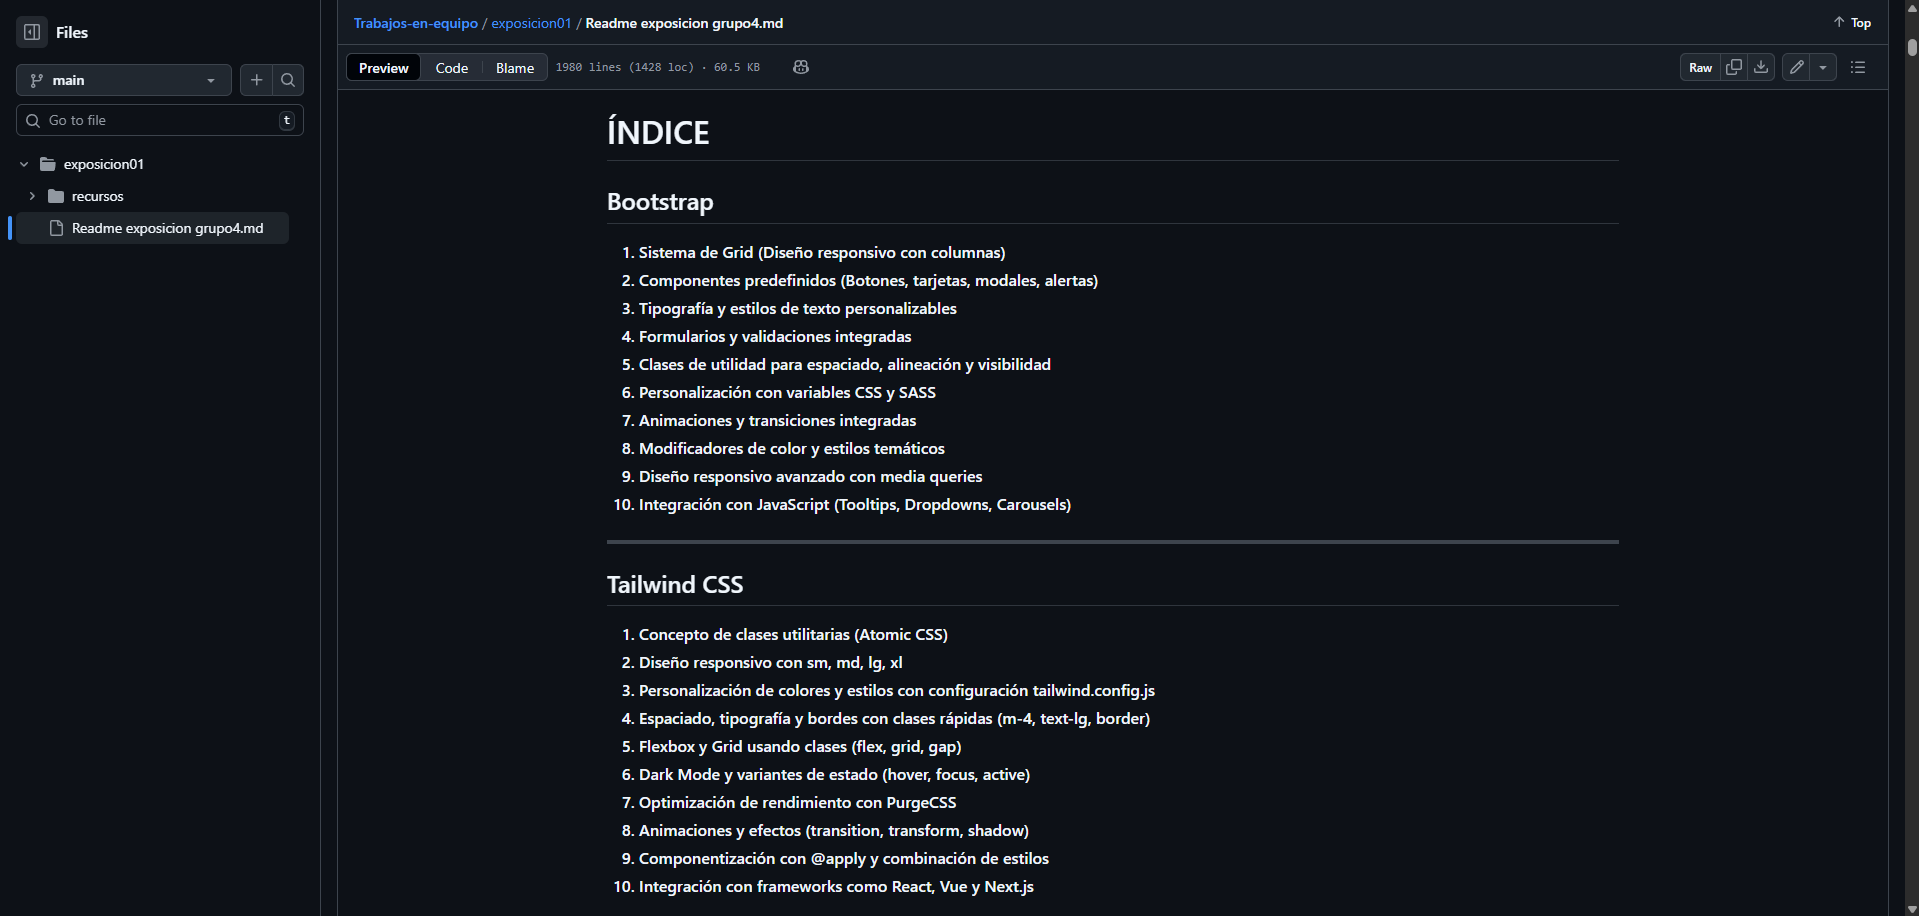 Files
main
Go to file
t
exposicion01
recursos
Readme exposicion grupo4.md
Trabajos-en-equipo / exposicion01 / Readme exposicion grupo4.md
Top
Preview
Code
Blame
1980 lines (1428 loc) · 60.5 KB
Raw
ÍNDICE
Bootstrap
1. Sistema de Grid (Diseño responsivo con columnas)
2. Componentes predefinidos (Botones, tarjetas, modales, alertas)
3. Tipografía y estilos de texto personalizables
4. Formularios y validaciones integradas
5. Clases de utilidad para espaciado, alineación y visibilidad
6. Personalización con variables CSS y SASS
7. Animaciones y transiciones integradas
8. Modificadores de color y estilos temáticos
9. Diseño responsivo avanzado con media queries
10. Integración con JavaScript (Tooltips, Dropdowns, Carousels)
Tailwind CSS
1. Concepto de clases utilitarias (Atomic CSS)
2. Diseño responsivo con sm, md, lg, xl
3. Personalización de colores y estilos con configuración tailwind.config.js
4. Espaciado, tipografía y bordes con clases rápidas (m-4, text-lg, border)
5. Flexbox y Grid usando clases (flex, grid, gap)
6. Dark Mode y variantes de estado (hover, focus, active)
7. Optimización de rendimiento con PurgeCSS
8. Animaciones y efectos (transition, transform, shadow)
9. Componentización con @apply y combinación de estilos
10. Integración con frameworks como React, Vue y Next.js